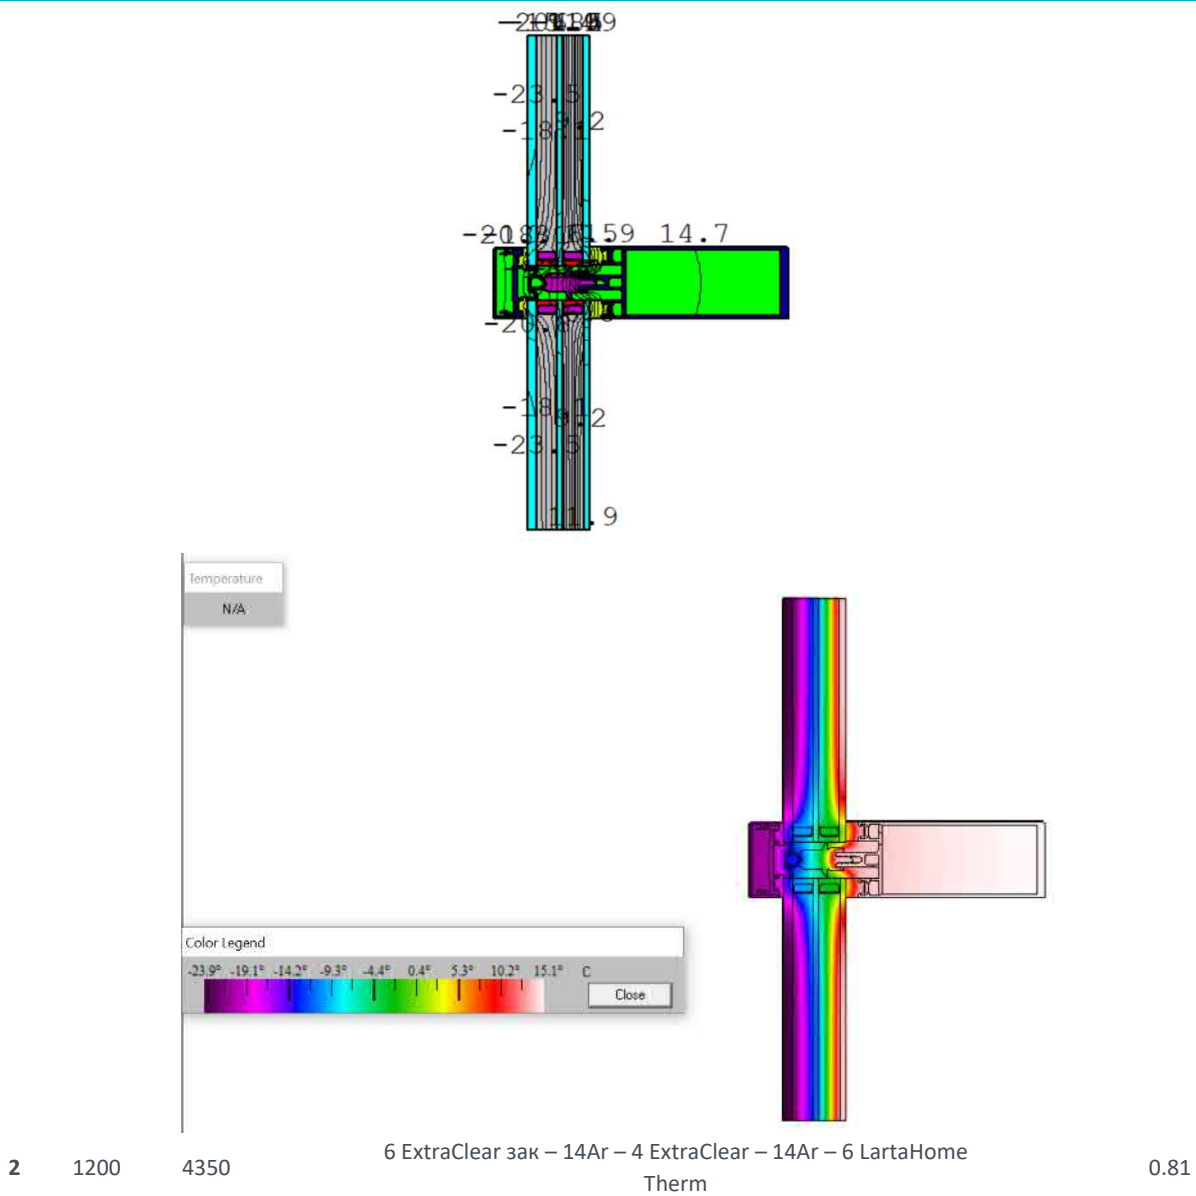 -23.5
14.7
-23.5
11.9
Temperature
N/A
Color Legend
-23.9° -19.1° -14.2° -9.3° -4.4° 0.4° 5.3° 10.2° 15.1° C
Close
2 1200 4350 6 ExtraClear зак – 14Ar – 4 ExtraClear – 14Ar – 6 LartaHome 0.81
Therm